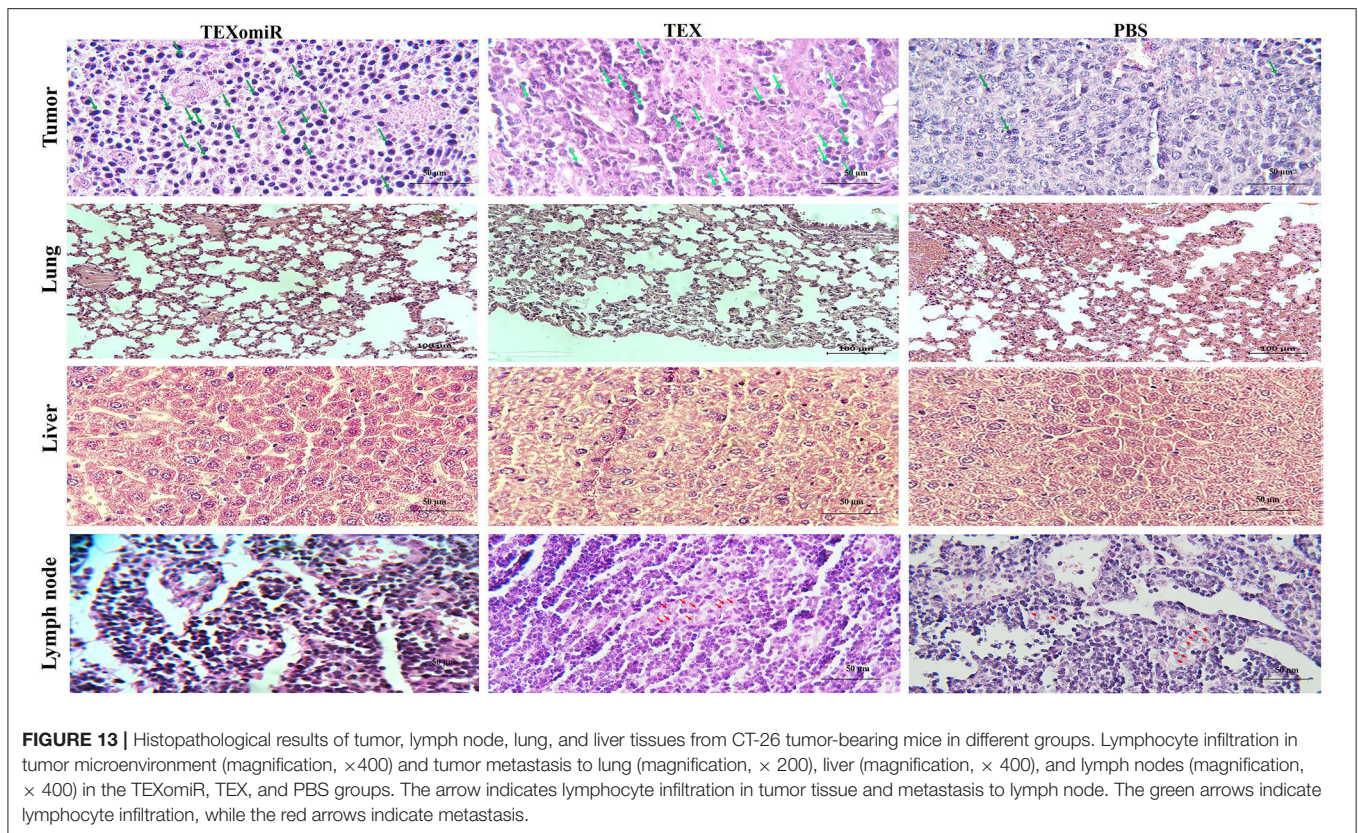 TEXomiR TEX PBS
Tumor
50 µm 50 µm 50 µm
Lung
100 µm 100 µm 100 µm
Liver
50 µm 50 µm 50 µm
Lymph node
50 µm 50 µm 50 µm
FIGURE 13 | Histopathological results of tumor, lymph node, lung, and liver tissues from CT-26 tumor-bearing mice in different groups. Lymphocyte infiltration in
tumor microenvironment (magnification, ×400) and tumor metastasis to lung (magnification, × 200), liver (magnification, × 400), and lymph nodes (magnification,
× 400) in the TEXomiR, TEX, and PBS groups. The arrow indicates lymphocyte infiltration in tumor tissue and metastasis to lymph node. The green arrows indicate
lymphocyte infiltration, while the red arrows indicate metastasis.